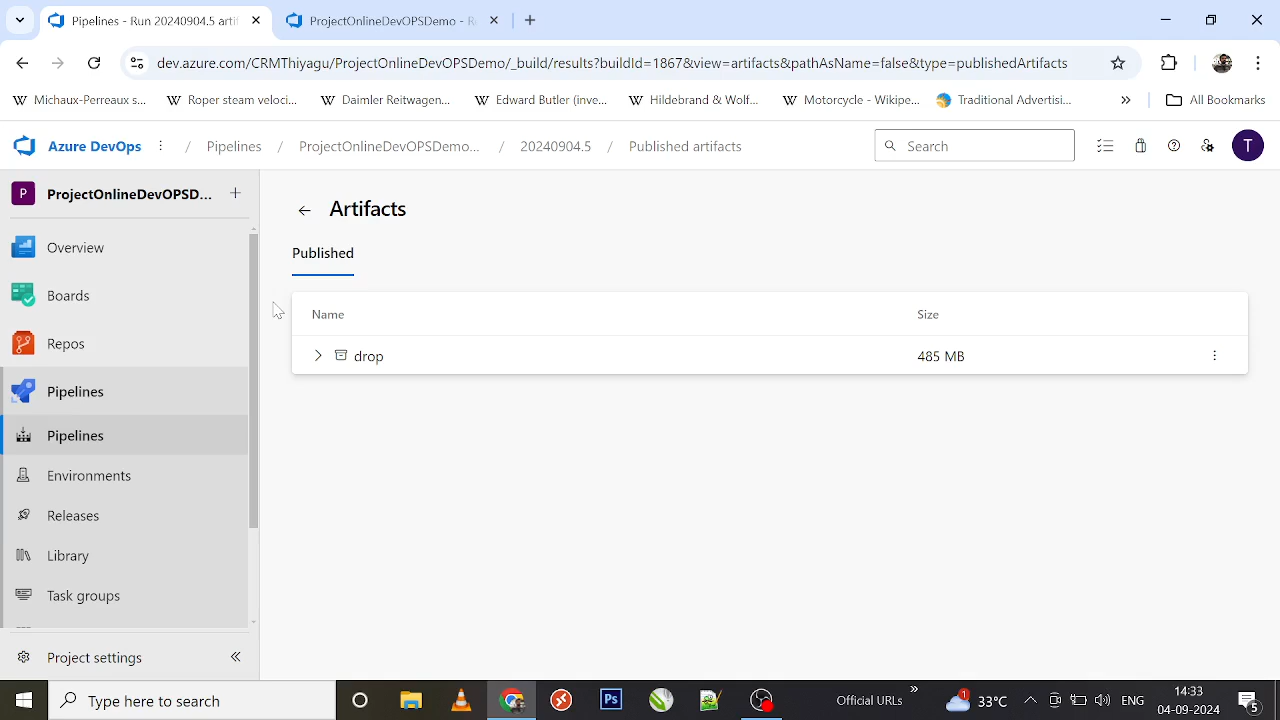 Pipelines - Run 20240904.5 artif
ProjectOnlineDevOPSDemo - R
dev.azure.com/CRMThiyagu/ProjectOnlineDevOPSDemo/_build/results?buildId=1867&view=artifacts&pathAsName=false&type=publishedArtifacts
Michaux-Perreaux s...
Roper steam veloci...
Daimler Reitwagen...
Edward Butler (inve...
Hildebrand & Wolf...
Motorcycle - Wikipe...
Traditional Advertisi...
»
All Bookmarks
Azure DevOps / Pipelines / ProjectOnlineDevOPSDemo... / 20240904.5 / Published artifacts
Search
T
P ProjectOnlineDevOPSD...
Overview
Boards
Repos
Pipelines
Pipelines
Environments
Releases
Library
Task groups
Project settings
Artifacts
Published
Name Size
drop 485 MB
Type here to search
Ps
Official URLs
»
1
33°C
ENG
14:33
04-09-2024
5